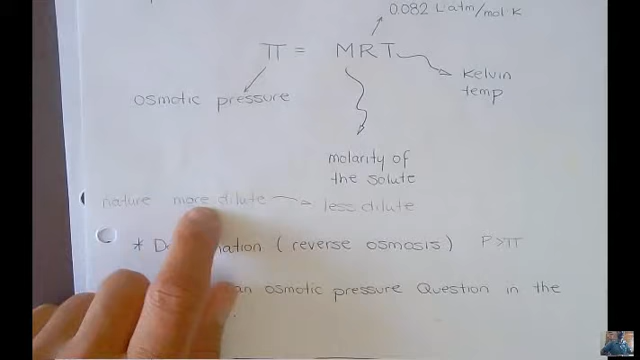 0.082 L·atm/mol·K
π = MRT
Kelvin
temp
osmotic pressure
molarity of
the solute
nature more dilute → less dilute
* D ation (reverse osmosis) P>π
an osmotic pressure Question in the